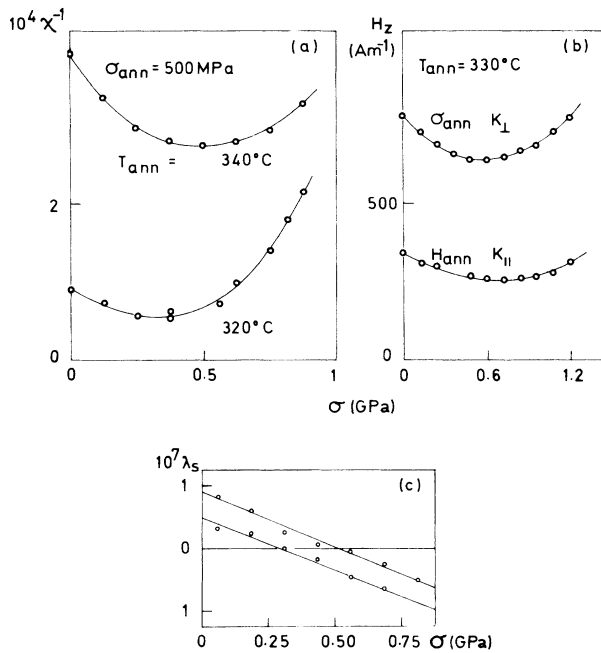 10⁴ χ⁻¹
(a)
σann = 500 MPa
Tann = 340°C
320°C
4
2
0
0 0.5 1
σ (GPa)
Hz
(Am⁻¹)
(b)
Tann = 330°C
σann K⊥
Hann K||
500
0
0 0.6 1.2
10⁷ λs
(c)
1
0
1
0 0.25 0.5 0.75 σ (GPa)